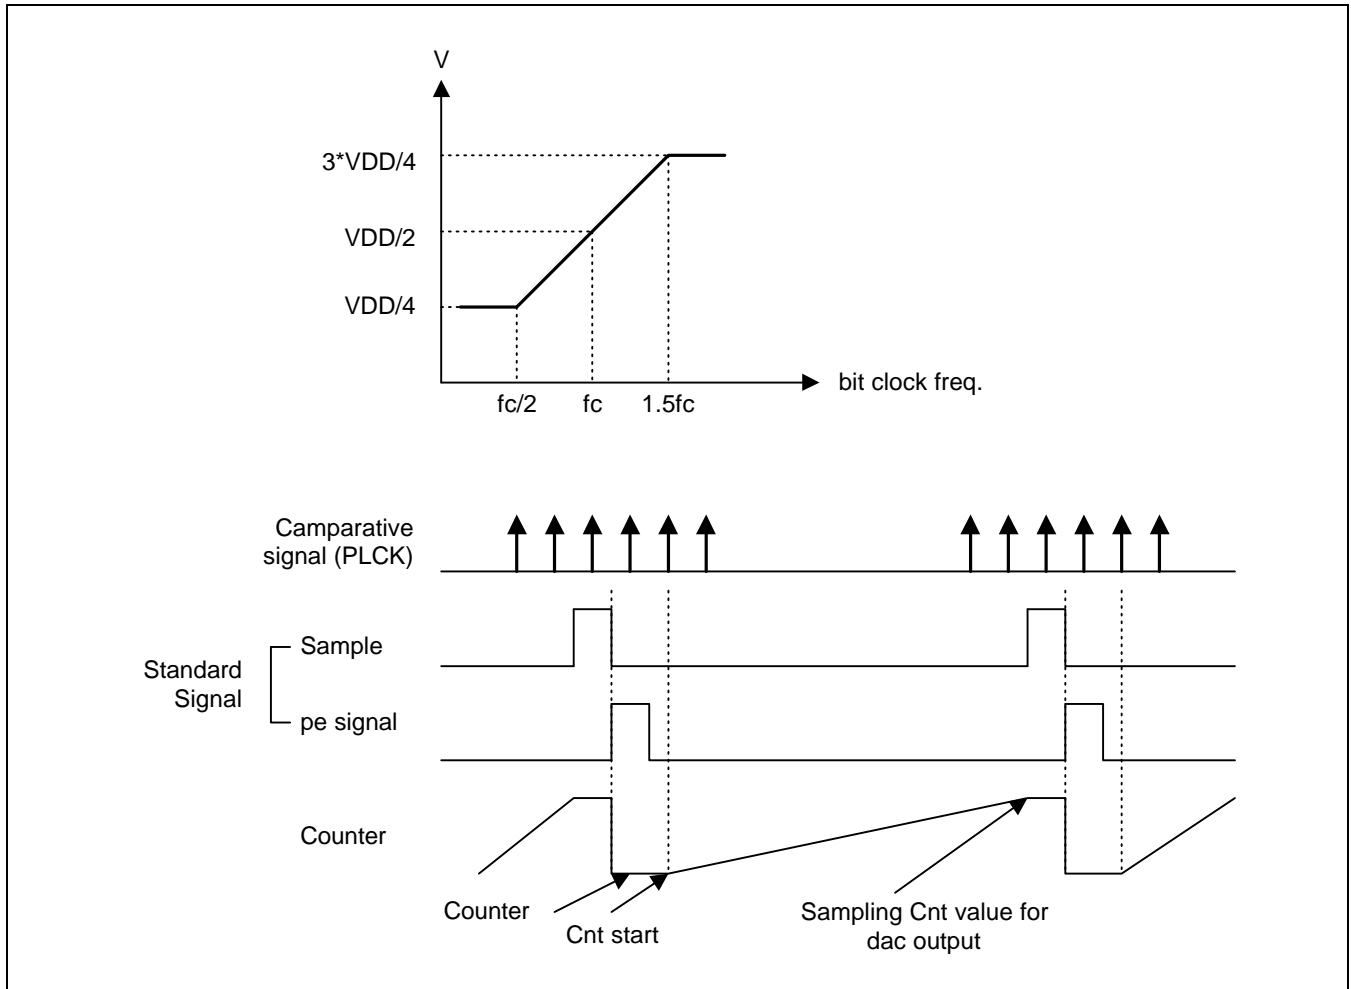 V
3*VDD/4
VDD/2
VDD/4
bit clock freq.
fc/2
fc
1.5fc
Camparative
signal (PLCK)
Sample
Standard
Signal
pe signal
Counter
Counter
Cnt start
Sampling Cnt value for
dac output